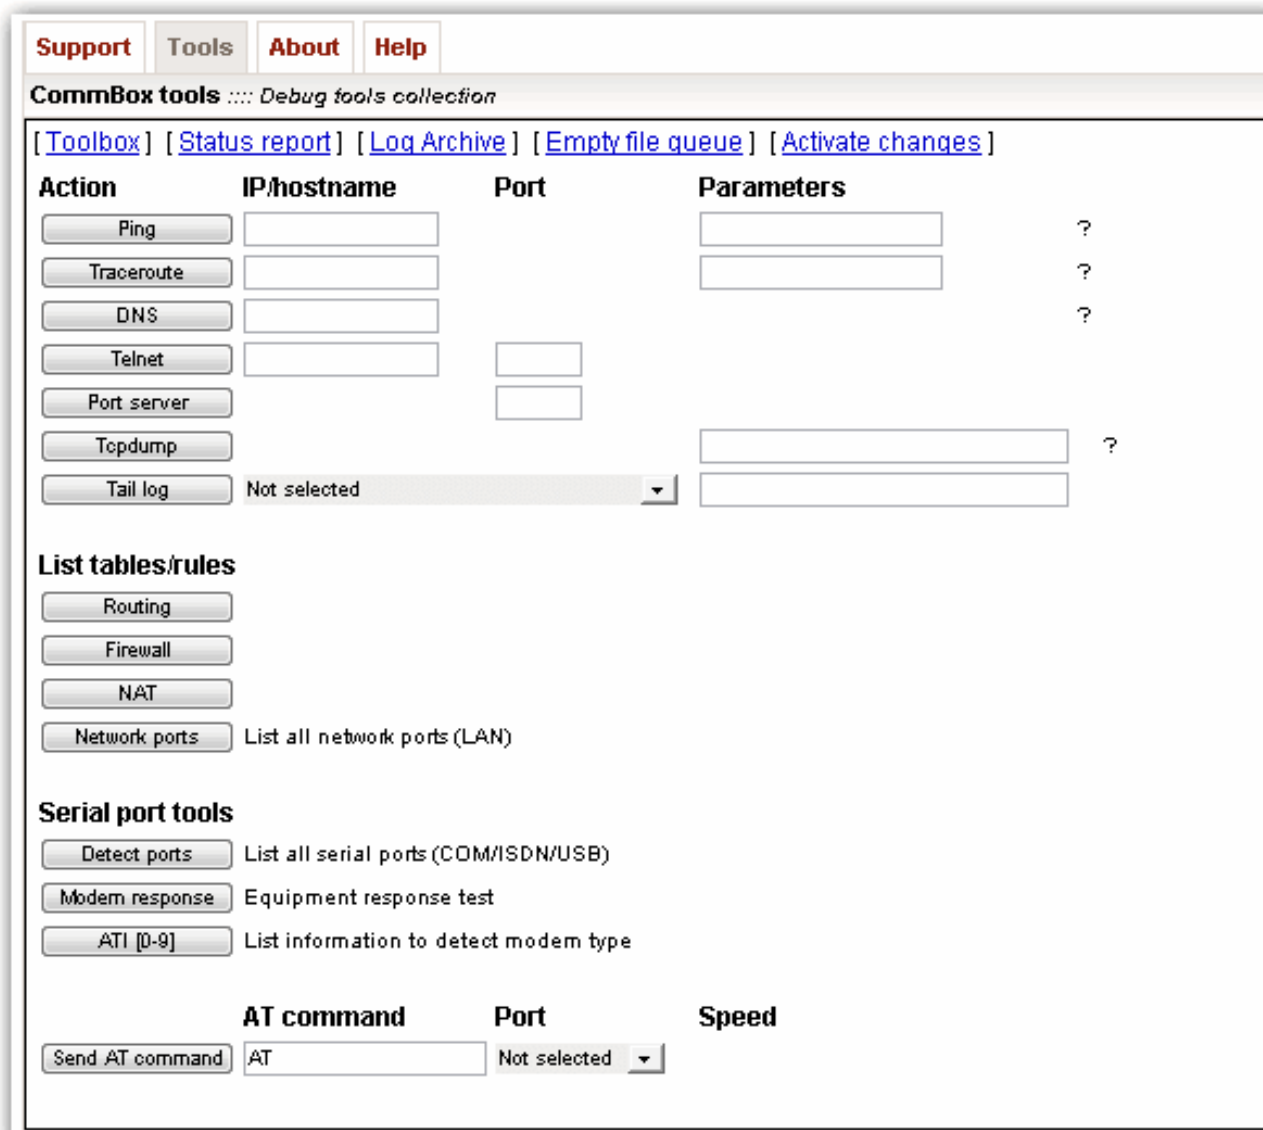 Support Tools About Help
CommBox tools :::: Debug tools collection
[ Toolbox ] [ Status report ] [ Log Archive ] [ Empty file queue ] [ Activate changes ]
Action IP/hostname Port Parameters
Ping ?
Traceroute ?
DNS ?
Telnet
Port server
Tcpdump ?
Tail log Not selected
List tables/rules
Routing
Firewall
NAT
Network ports List all network ports (LAN)
Serial port tools
Detect ports List all serial ports (COM/ISDN/USB)
Modem response Equipment response test
ATI [0-9] List information to detect modem type
AT command Port Speed
Send AT command AT Not selected